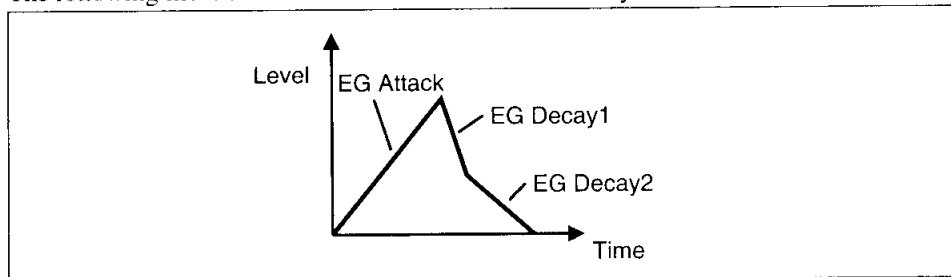 Level
EG Attack
EG Decay1
EG Decay2
Time